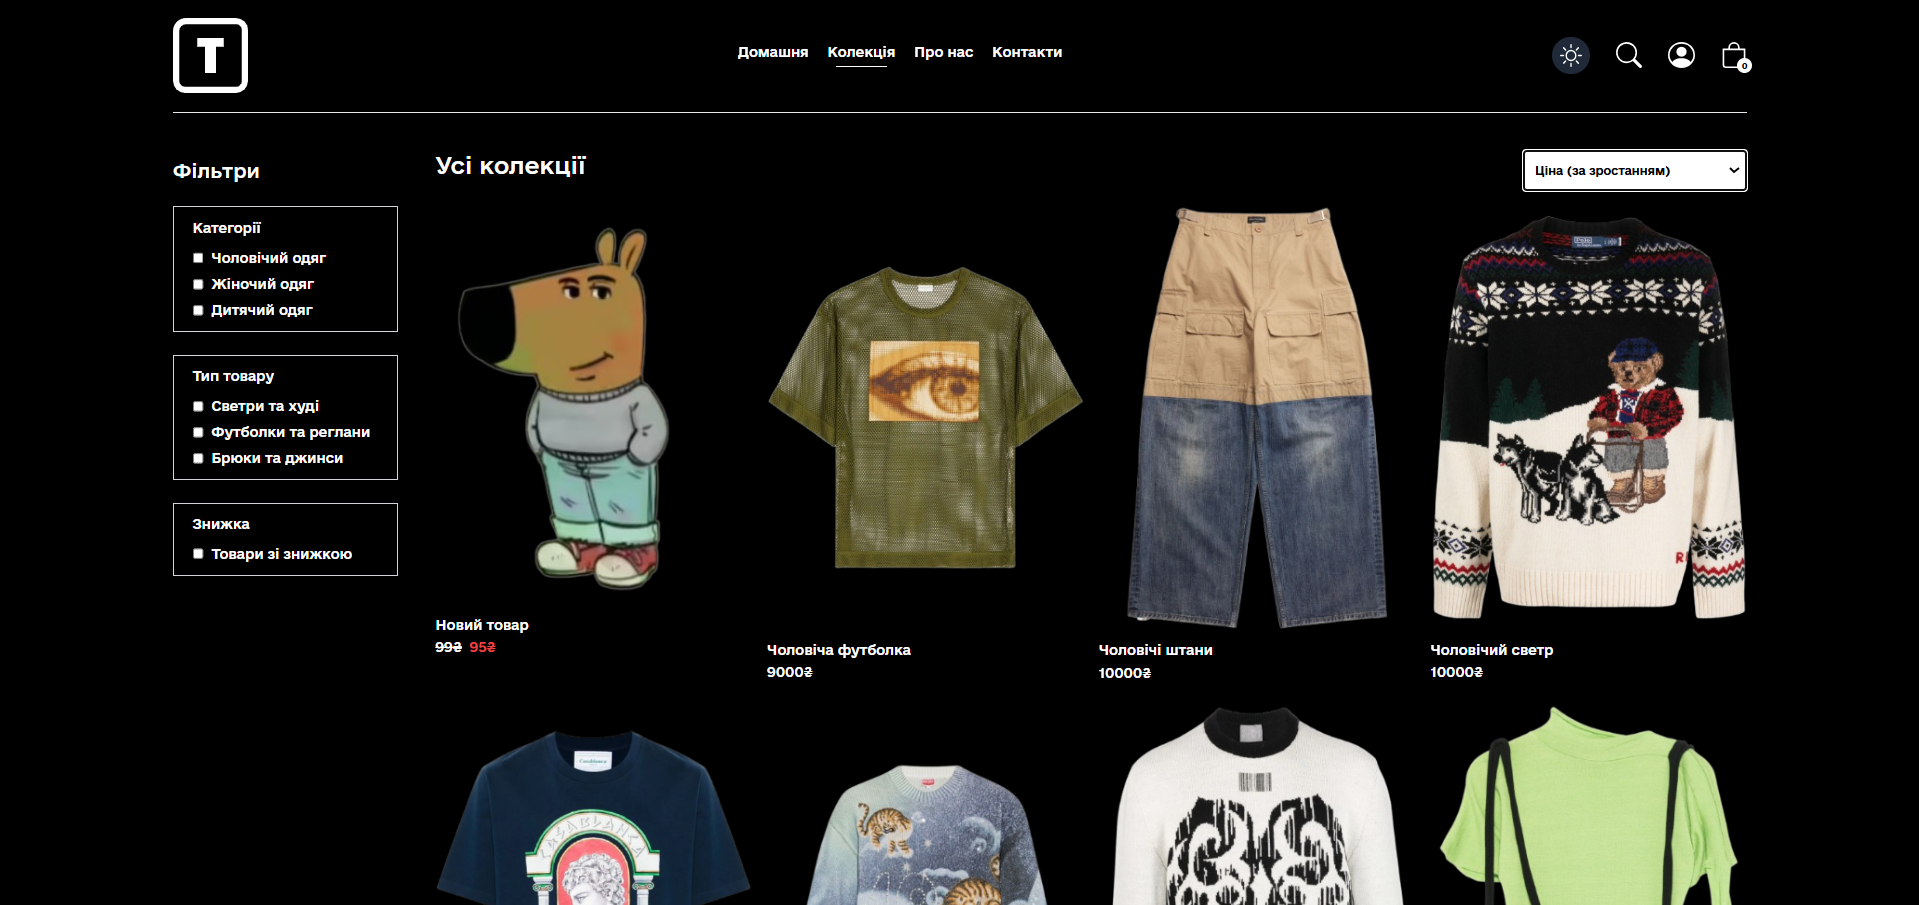 T
Домашня Колекція Про нас Контакти
0
Фільтри
Категорії
Чоловічий одяг
Жіночий одяг
Дитячий одяг
Тип товару
Светри та худі
Футболки та реглани
Брюки та джинси
Знижка
Товари зі знижкою
Усі колекції
Ціна (за зростанням)
Новий товар
99₴ 95₴
Чоловіча футболка
9000₴
Чоловічі штани
10000₴
Чоловічий светр
10000₴
Casablanca
CASABLANCA